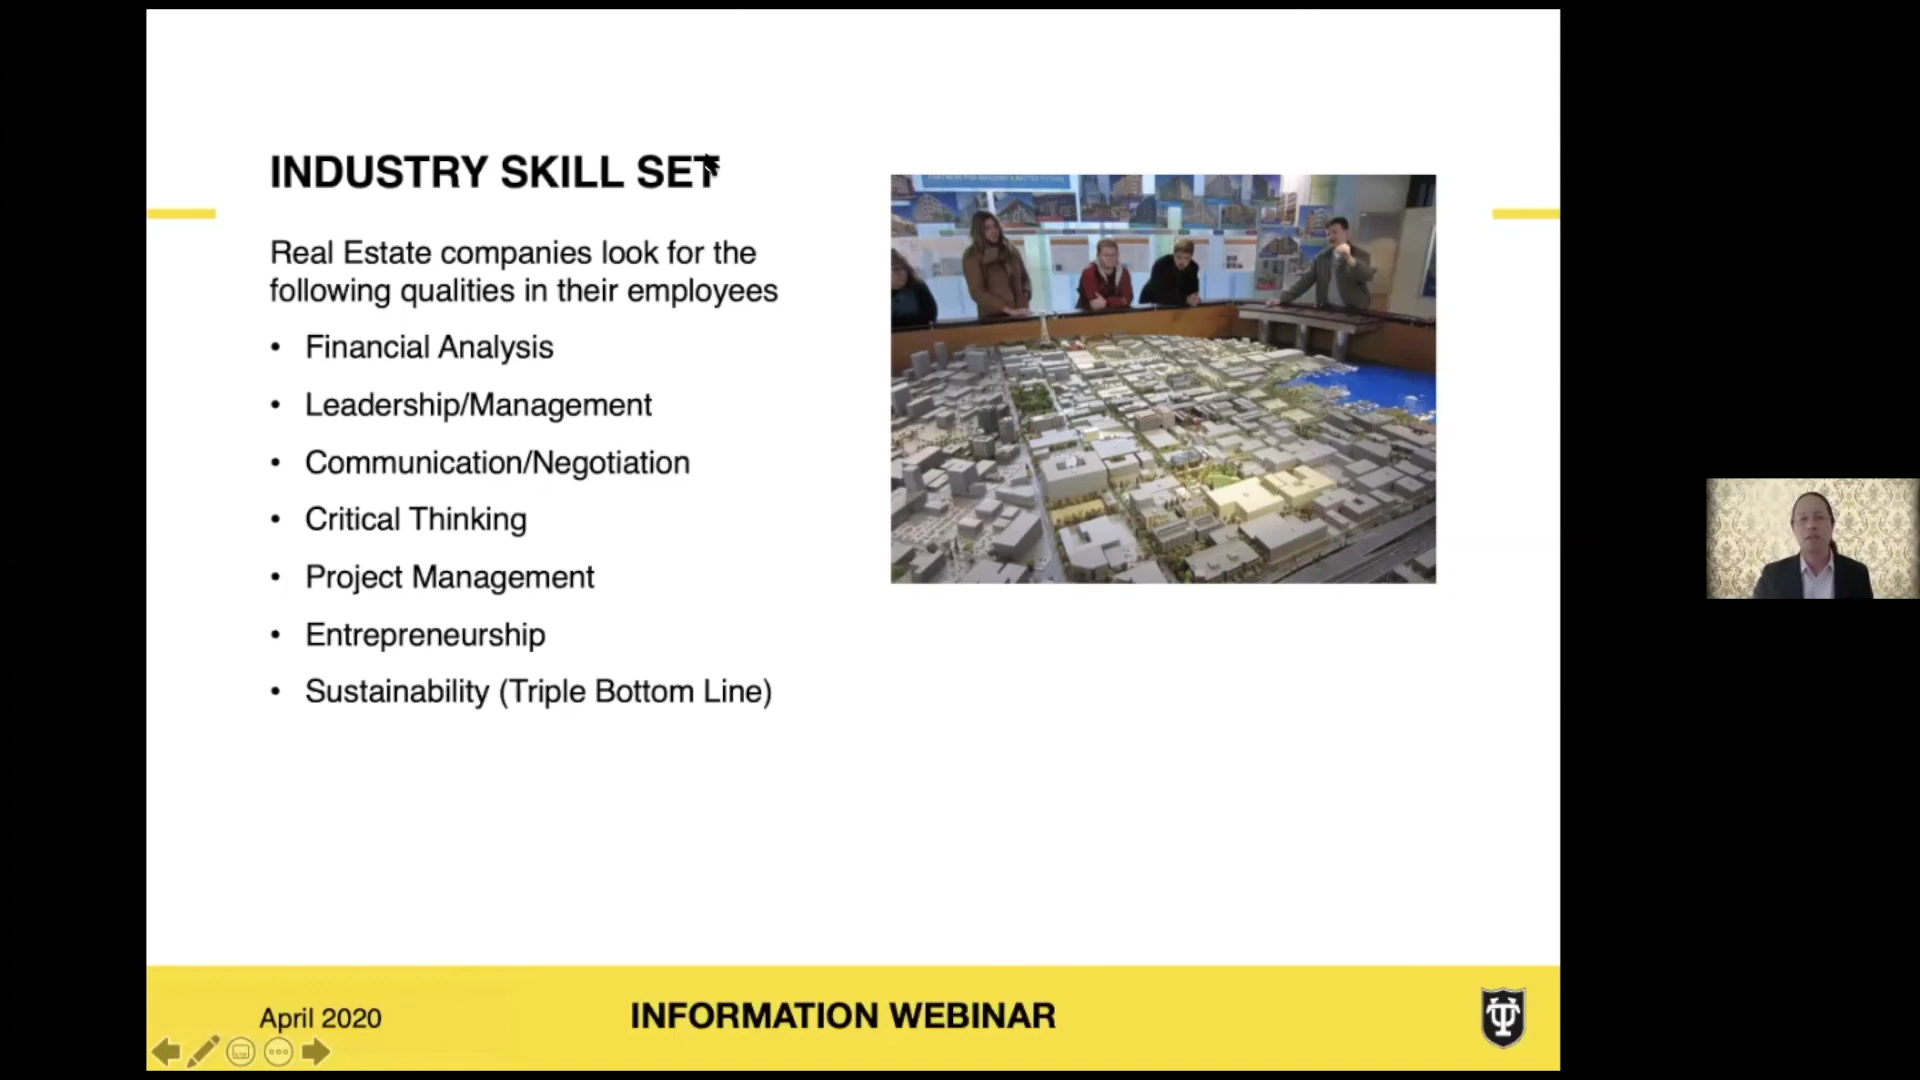 INDUSTRY SKILL SET
Real Estate companies look for the
following qualities in their employees
• Financial Analysis
• Leadership/Management
• Communication/Negotiation
• Critical Thinking
• Project Management
• Entrepreneurship
• Sustainability (Triple Bottom Line)
April 2020
INFORMATION WEBINAR